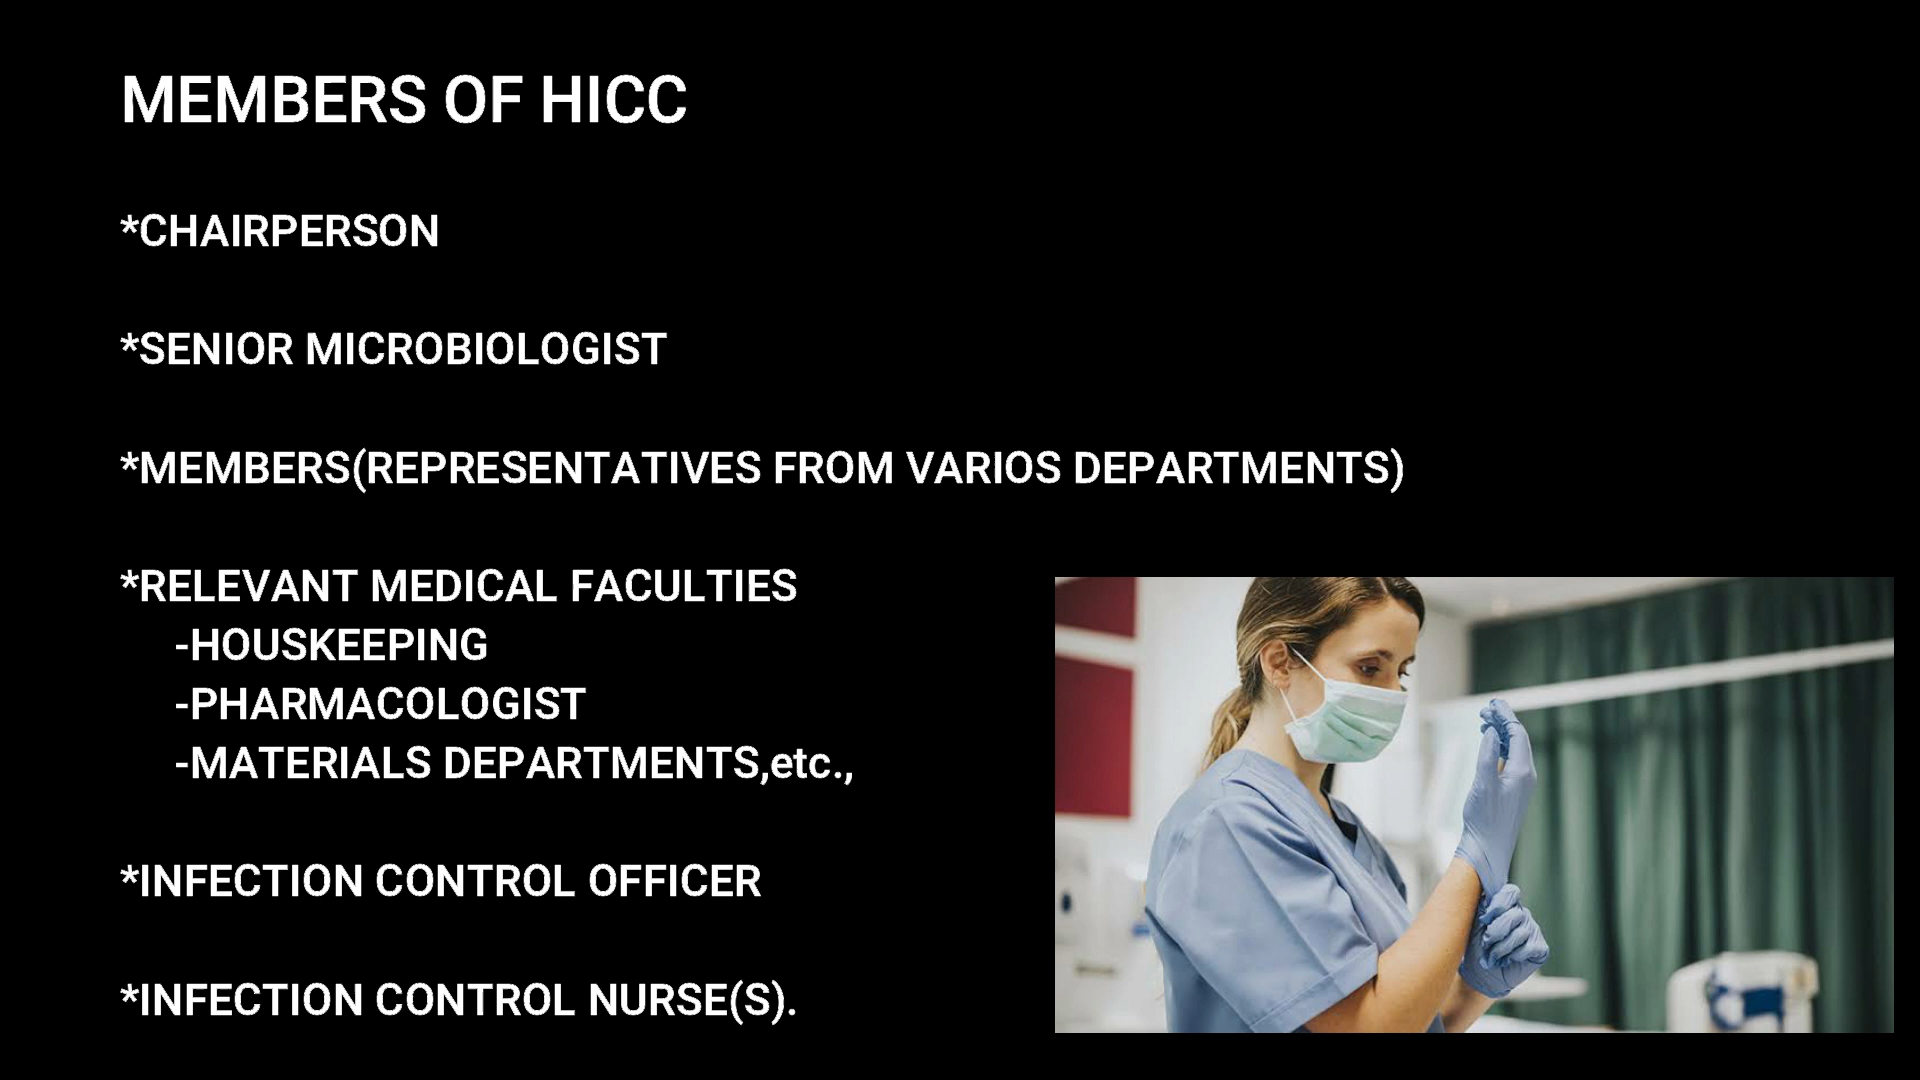 MEMBERS OF HICC
*CHAIRPERSON
*SENIOR MICROBIOLOGIST
*MEMBERS(REPRESENTATIVES FROM VARIOS DEPARTMENTS)
*RELEVANT MEDICAL FACULTIES
-HOUSKEEPING
-PHARMACOLOGIST
-MATERIALS DEPARTMENTS,etc.,
*INFECTION CONTROL OFFICER
*INFECTION CONTROL NURSE(S).